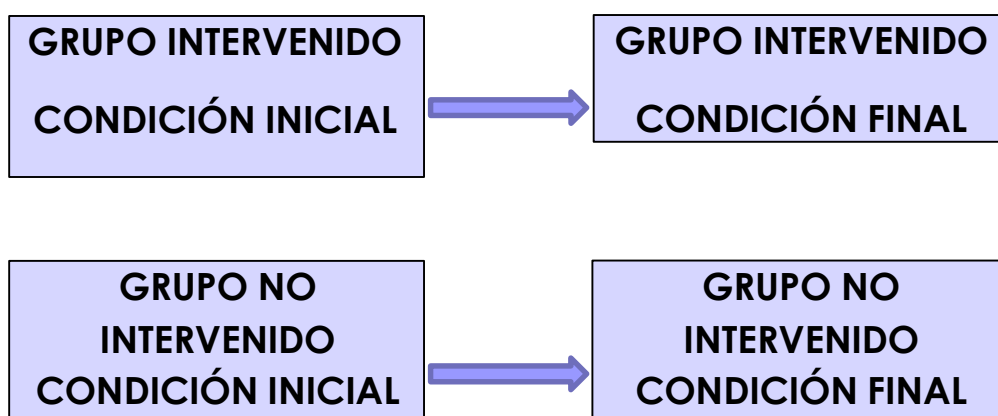 GRUPO INTERVENIDO
CONDICIÓN INICIAL
GRUPO INTERVENIDO
CONDICIÓN FINAL
GRUPO NO
INTERVENIDO
CONDICIÓN INICIAL
GRUPO NO
INTERVENIDO
CONDICIÓN FINAL